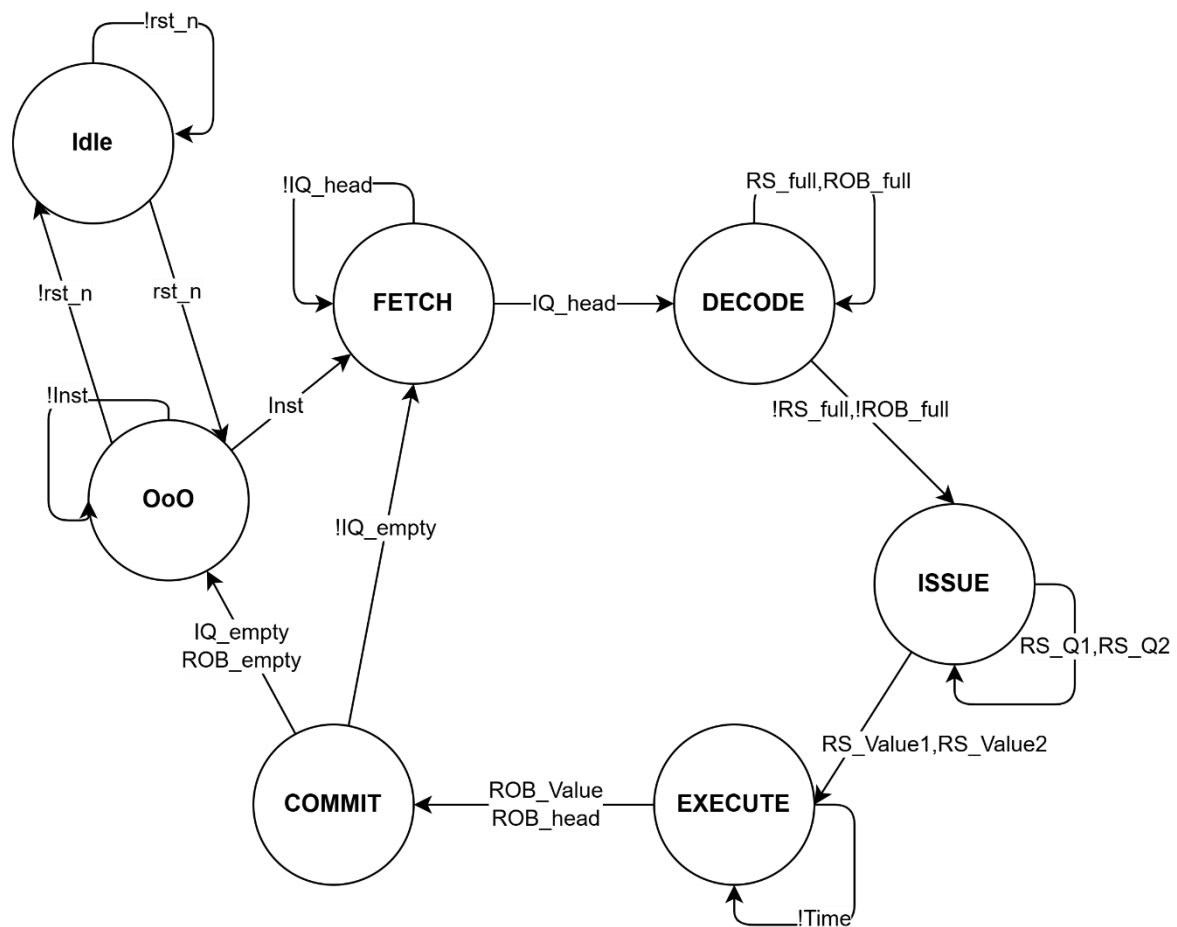 !rst_n
Idle
!IQ_head
RS_full,ROB_full
!rst_n
rst_n
FETCH
IQ_head
DECODE
!Inst
Inst
!RS_full,!ROB_full
OoO
!IQ_empty
ISSUE
IQ_empty
ROB_empty
RS_Q1,RS_Q2
RS_Value1,RS_Value2
COMMIT
ROB_Value
ROB_head
EXECUTE
!Time